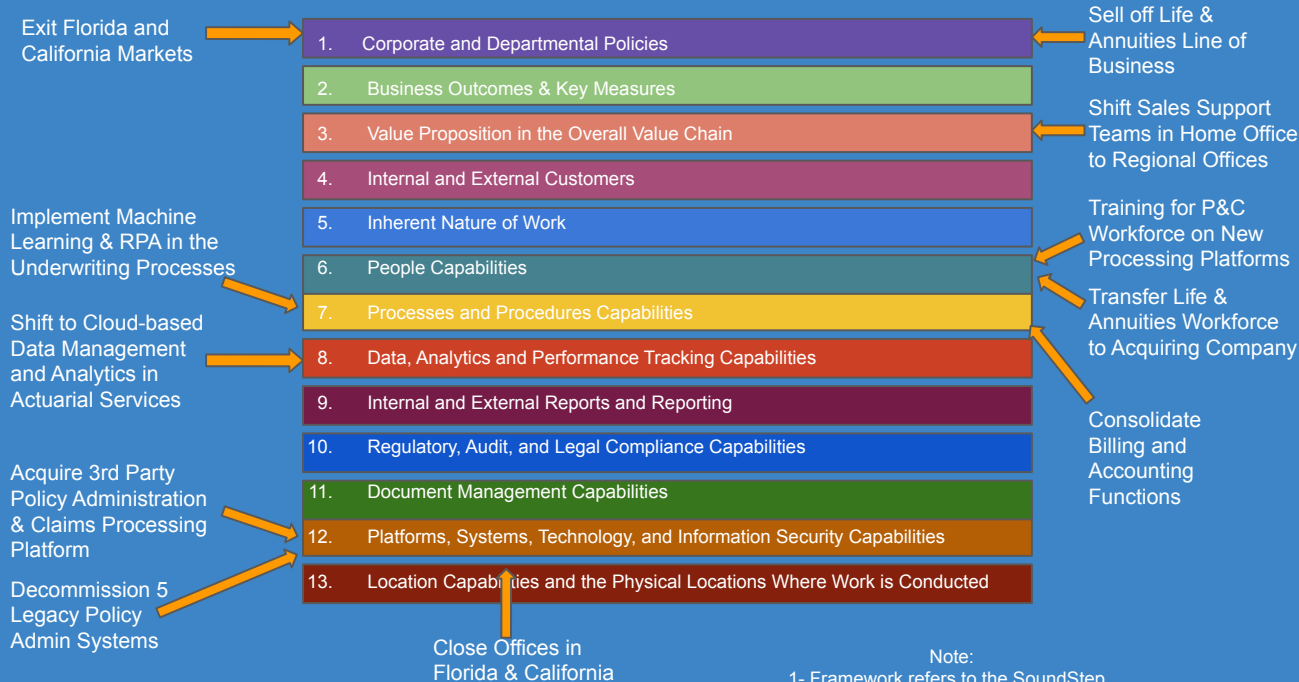 Exit Florida and
California Markets
Implement Machine
Learning & RPA in the
Underwriting Processes
Shift to Cloud-based
Data Management
and Analytics in
Actuarial Services
Acquire 3rd Party
Policy Administration
& Claims Processing
Platform
Decommission 5
Legacy Policy
Admin Systems
1. Corporate and Departmental Policies
2. Business Outcomes & Key Measures
3. Value Proposition in the Overall Value Chain
4. Internal and External Customers
5. Inherent Nature of Work
6. People Capabilities
7. Processes and Procedures Capabilities
8. Data, Analytics and Performance Tracking Capabilities
9. Internal and External Reports and Reporting
10. Regulatory, Audit, and Legal Compliance Capabilities
11. Document Management Capabilities
12. Platforms, Systems, Technology, and Information Security Capabilities
13. Location Capabilities and the Physical Locations Where Work is Conducted
Close Offices in
Florida & California
Sell off Life &
Annuities Line of
Business
Shift Sales Support
Teams in Home Office
to Regional Offices
Training for P&C
Workforce on New
Processing Platforms
Transfer Life &
Annuities Workforce
to Acquiring Company
Consolidate
Billing and
Accounting
Functions
Note:
1- Framework refers to the SoundStep